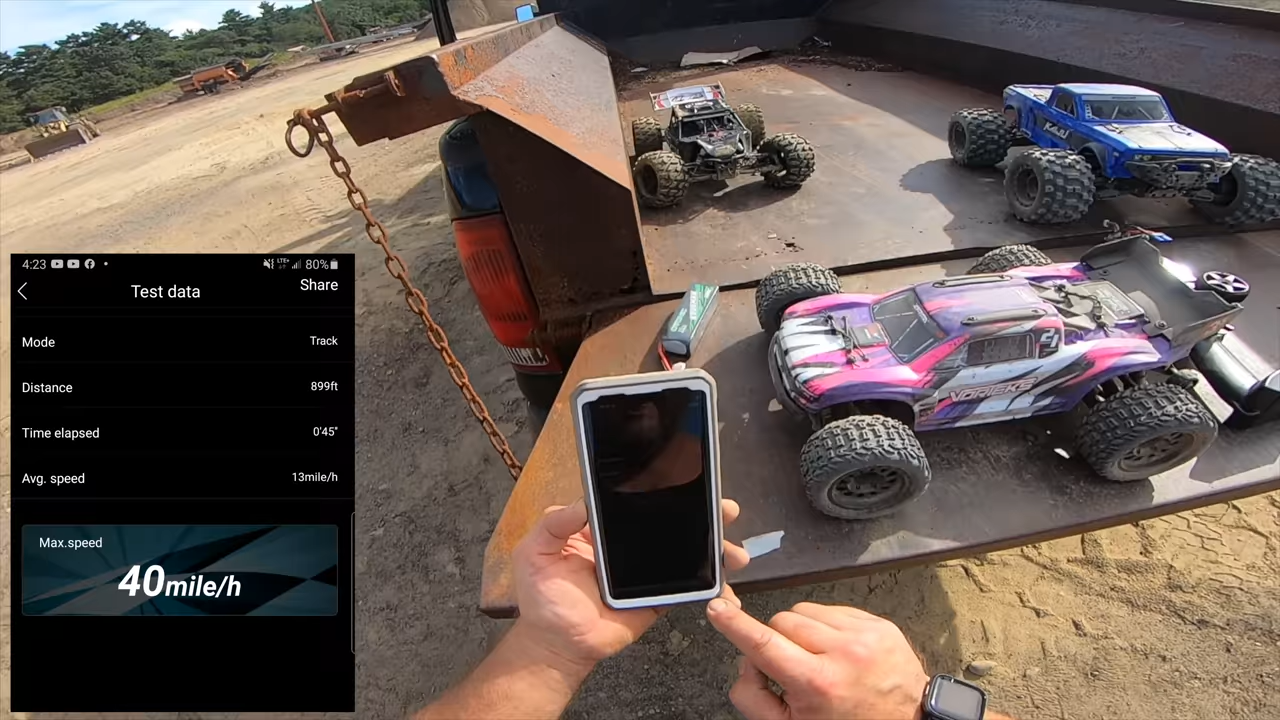 4:23
LTE+
80%
Test data
Share
Mode
Track
Distance
899ft
Time elapsed
0'45"
Avg. speed
13mile/h
Max.speed
40mile/h
VORTEKS